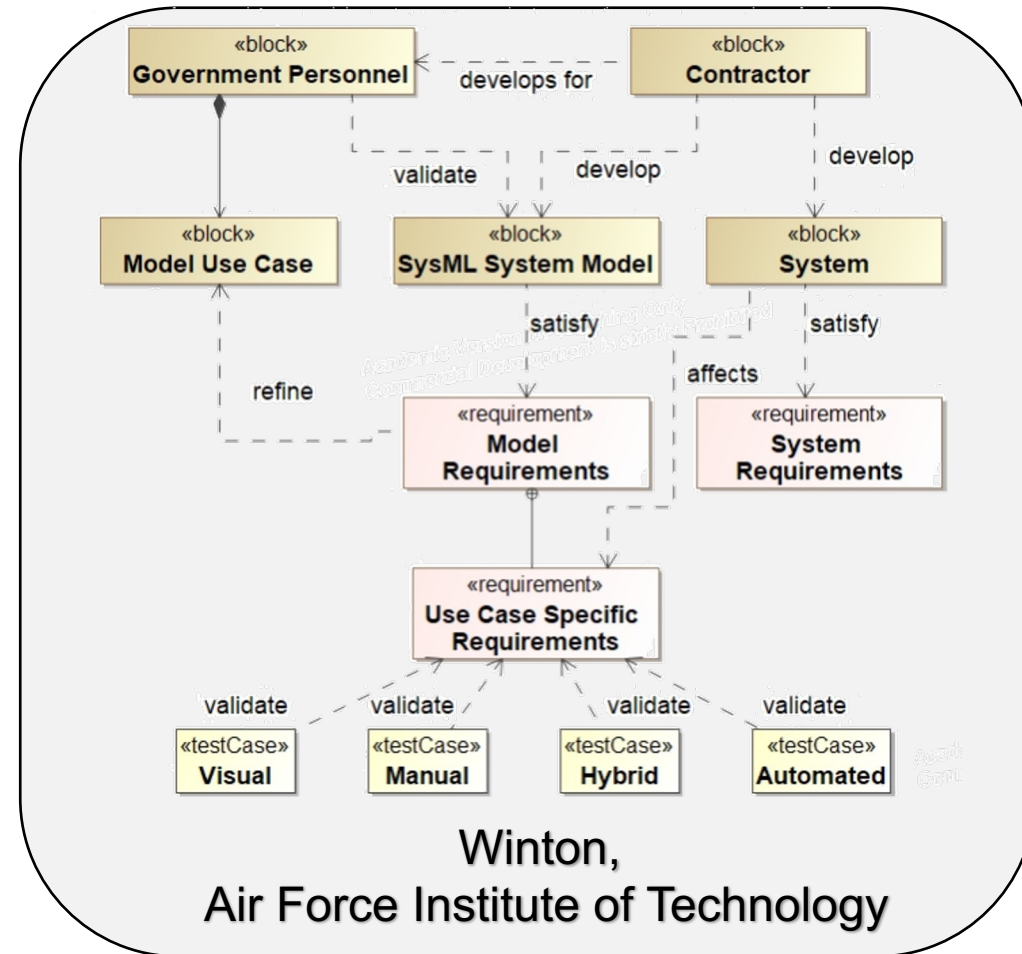 «block»
Government Personnel
«block»
Contractor
develops for
validate
develop
develop
«block»
Model Use Case
«block»
SysML System Model
«block»
System
satisfy
satisfy
affects
refine
«requirement»
Model
Requirements
«requirement»
System
Requirements
«requirement»
Use Case Specific
Requirements
validate
validate
validate
validate
«testCase»
Visual
«testCase»
Manual
«testCase»
Hybrid
«testCase»
Automated
Winton,
Air Force Institute of Technology